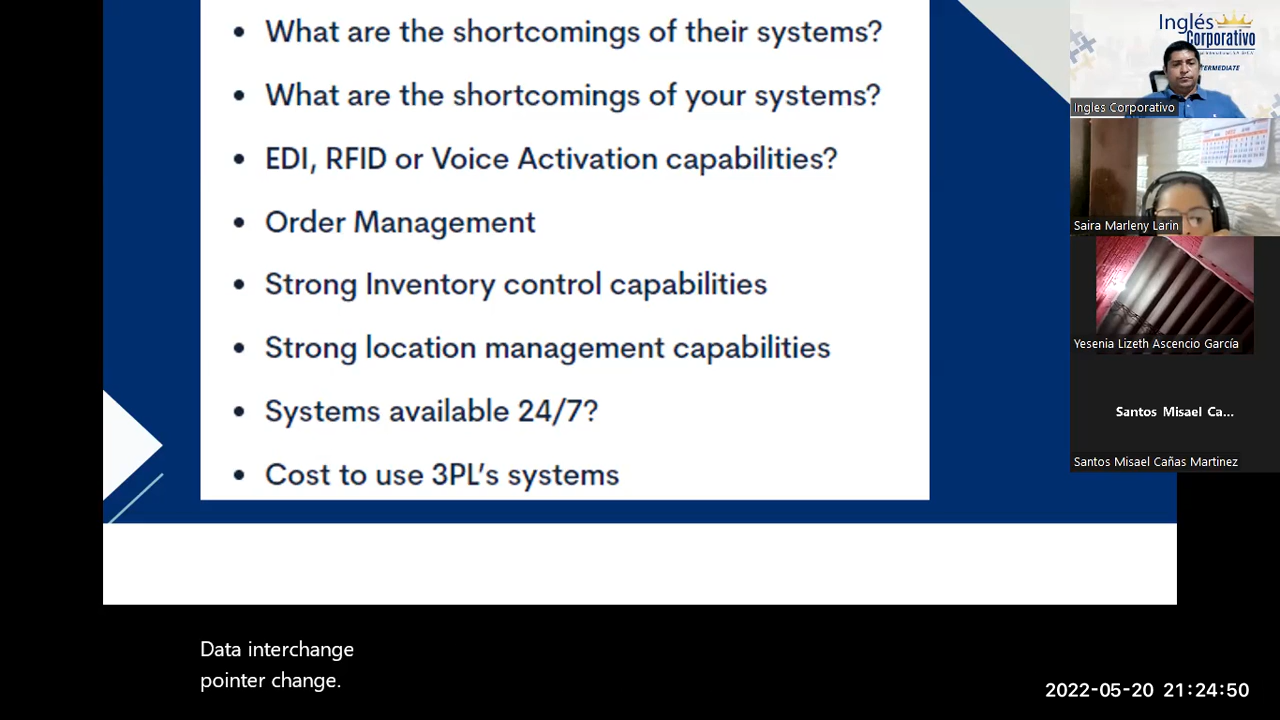 • What are the shortcomings of their systems?
• What are the shortcomings of your systems?
• EDI, RFID or Voice Activation capabilities?
• Order Management
• Strong Inventory control capabilities
• Strong location management capabilities
• Systems available 24/7?
• Cost to use 3PL's systems
Inglés
Corporativo
Ingles Corporativo
Saira Marleny Larin
Yesenia Lizeth Ascencio García
Santos Misael Ca...
Santos Misael Cañas Martinez
Data interchange
pointer change.
2022-05-20 21:24:50